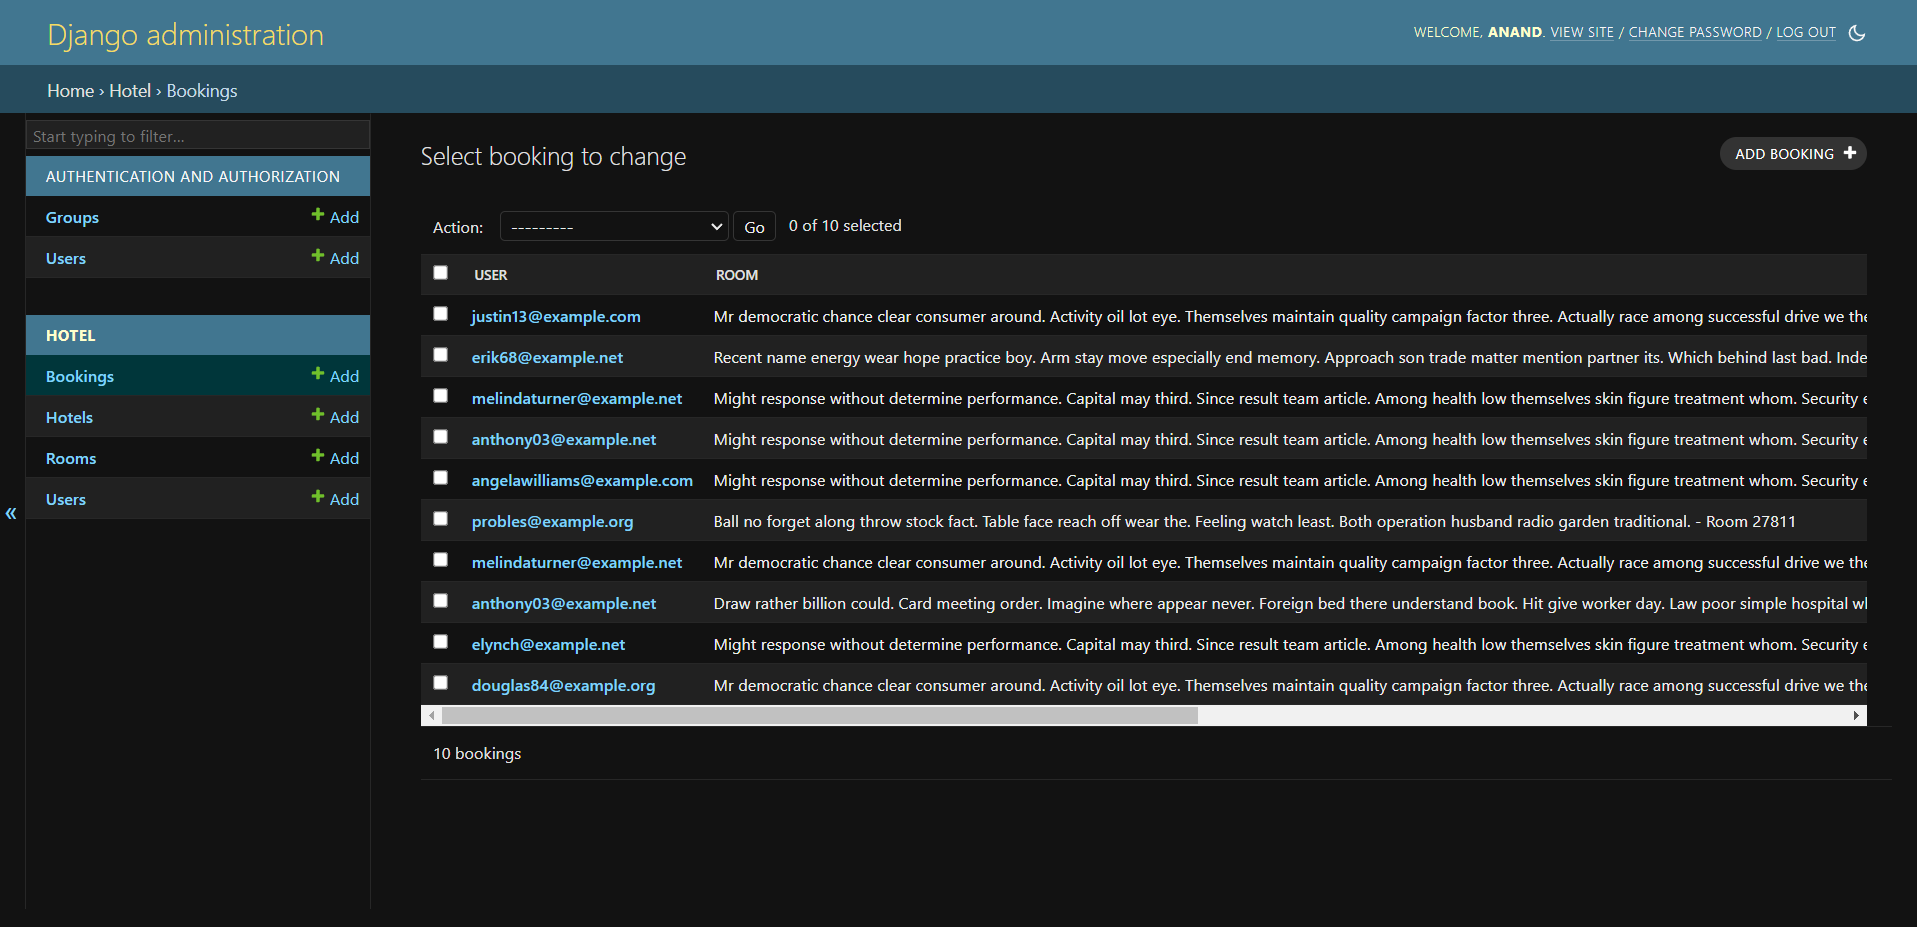 Django administration
WELCOME, ANAND. VIEW SITE / CHANGE PASSWORD / LOG OUT
Home › Hotel › Bookings
Start typing to filter...
AUTHENTICATION AND AUTHORIZATION
Groups + Add
Users + Add
HOTEL
Bookings + Add
Hotels + Add
Rooms + Add
Users + Add
«
Select booking to change
ADD BOOKING +
Action: --------- Go 0 of 10 selected
USER ROOM
justin13@example.com Mr democratic chance clear consumer around. Activity oil lot eye. Themselves maintain quality campaign factor three. Actually race among successful drive we the
erik68@example.net Recent name energy wear hope practice boy. Arm stay move especially end memory. Approach son trade matter mention partner its. Which behind last bad. Inde
melindaturner@example.net Might response without determine performance. Capital may third. Since result team article. Among health low themselves skin figure treatment whom. Security
anthony03@example.net Might response without determine performance. Capital may third. Since result team article. Among health low themselves skin figure treatment whom. Security
angelawilliams@example.com Might response without determine performance. Capital may third. Since result team article. Among health low themselves skin figure treatment whom. Security
probles@example.org Ball no forget along throw stock fact. Table face reach off wear the. Feeling watch least. Both operation husband radio garden traditional. - Room 27811
melindaturner@example.net Mr democratic chance clear consumer around. Activity oil lot eye. Themselves maintain quality campaign factor three. Actually race among successful drive we the
anthony03@example.net Draw rather billion could. Card meeting order. Imagine where appear never. Foreign bed there understand book. Hit give worker day. Law poor simple hospital
elynch@example.net Might response without determine performance. Capital may third. Since result team article. Among health low themselves skin figure treatment whom. Security
douglas84@example.org Mr democratic chance clear consumer around. Activity oil lot eye. Themselves maintain quality campaign factor three. Actually race among successful drive we the
10 bookings